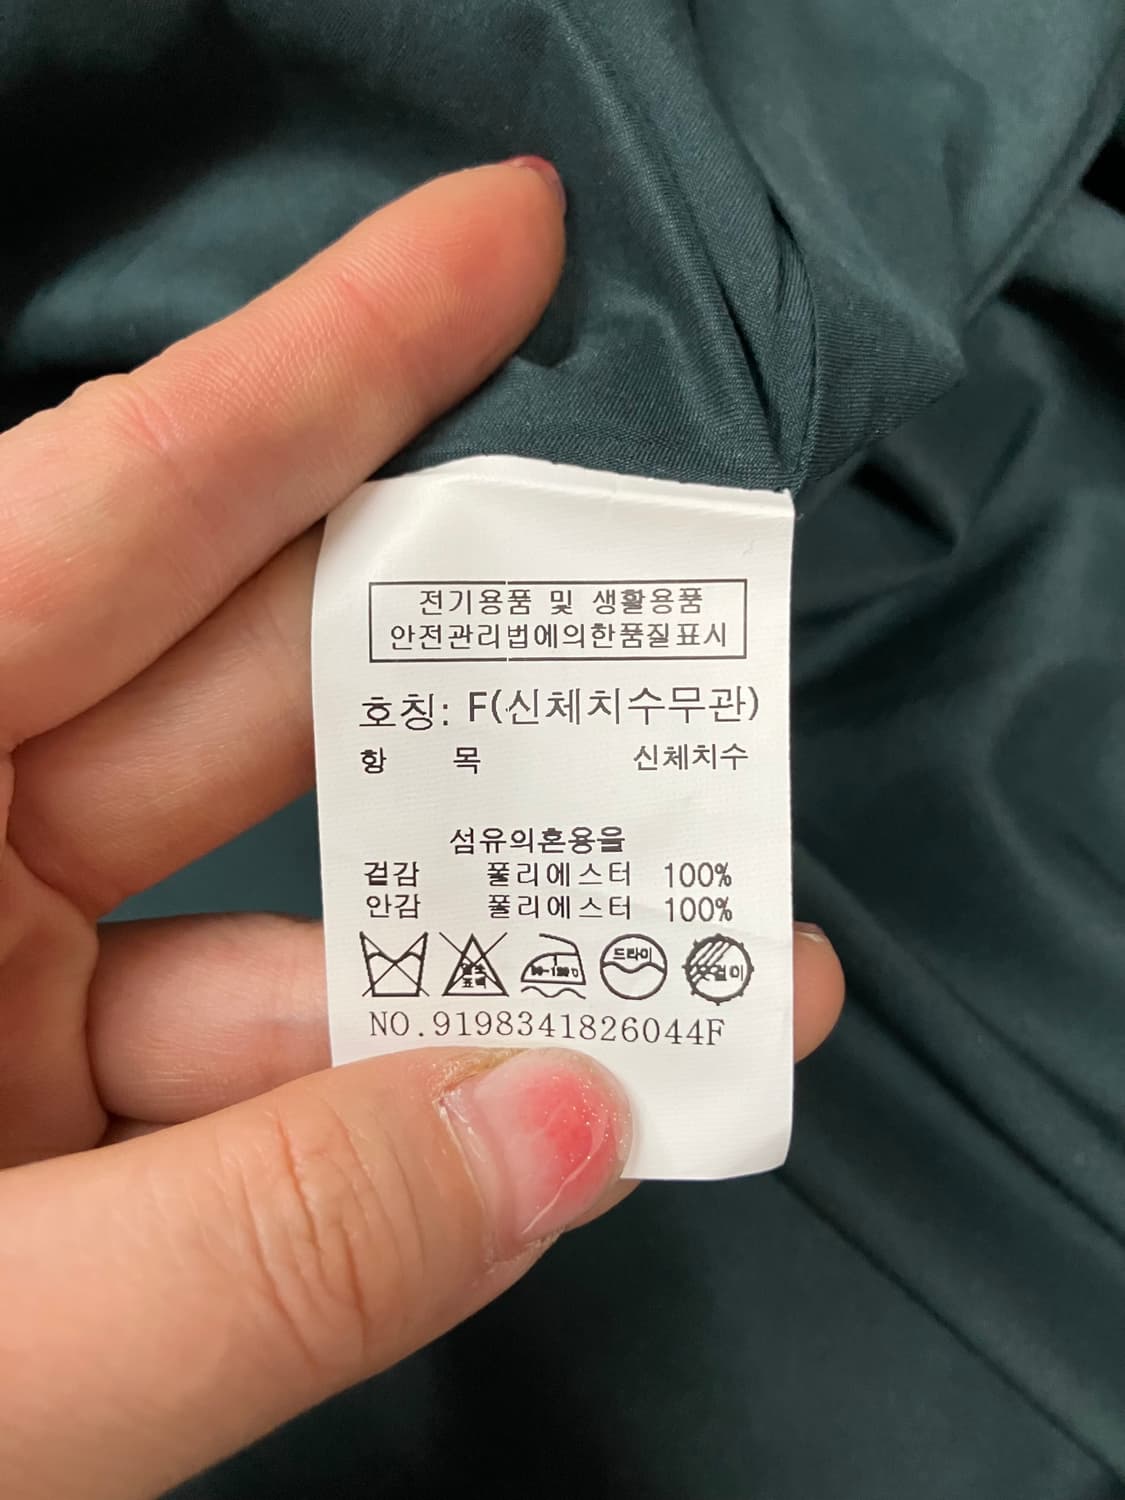 전기용품 및 생활용품
안전관리법에의한품질표시
호칭: F(신체치수무관)
항 목 신체치수
섬유의혼용율
겉감 폴리에스터 100%
안감 폴리에스터 100%
드라이 옷걸이
NO.9198341826044F